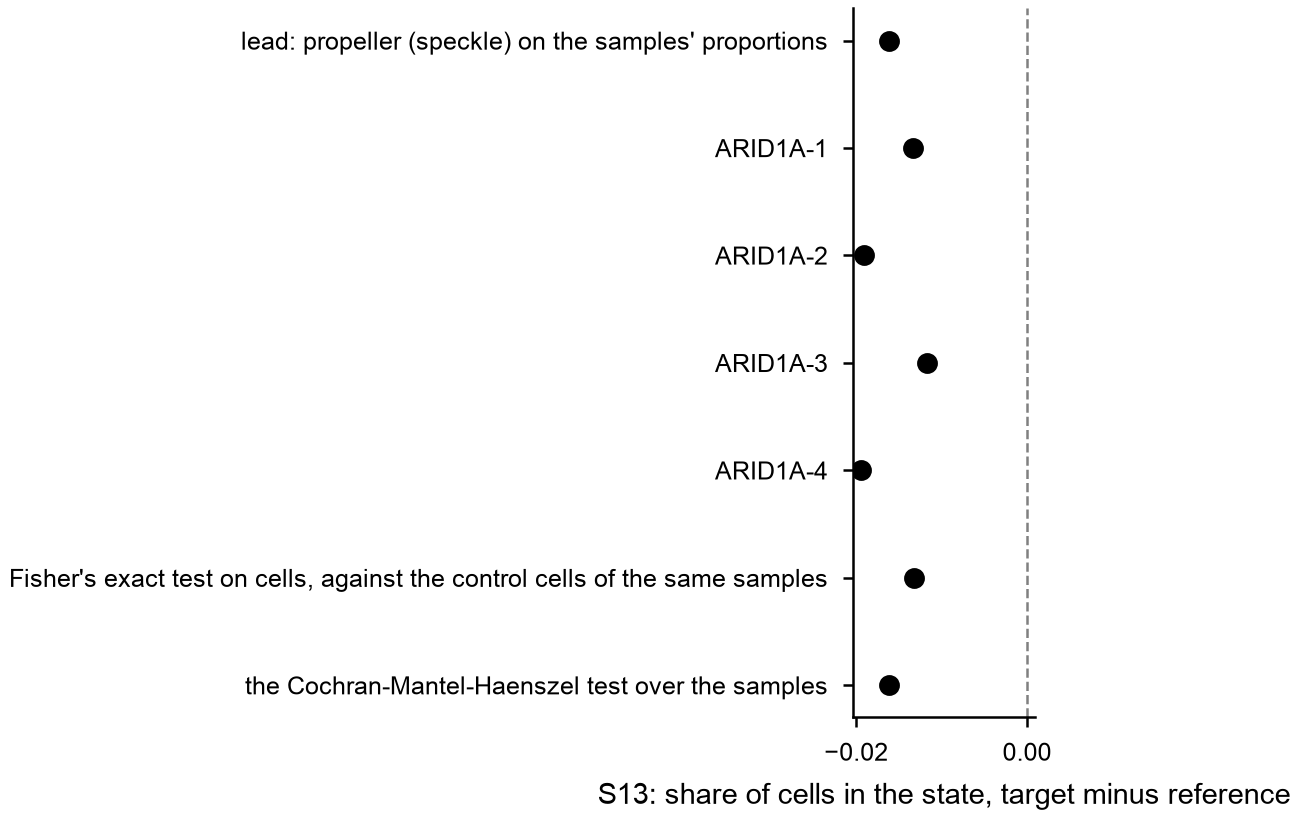 lead: propeller (speckle) on the samples' proportions
ARID1A-1
ARID1A-2
ARID1A-3
ARID1A-4
Fisher's exact test on cells, against the control cells of the same samples
the Cochran-Mantel-Haenszel test over the samples
−0.02 0.00
S13: share of cells in the state, target minus reference